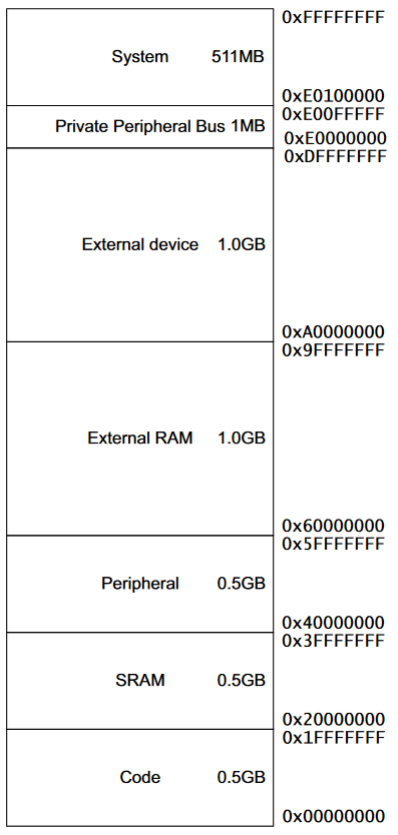 0xFFFFFFFF
System 511MB
0xE0100000
0xE00FFFFF
Private Peripheral Bus 1MB
0xE0000000
0xDFFFFFFF
External device 1.0GB
0xA0000000
0x9FFFFFFF
External RAM 1.0GB
0x60000000
0x5FFFFFFF
Peripheral 0.5GB
0x40000000
0x3FFFFFFF
SRAM 0.5GB
0x20000000
0x1FFFFFFF
Code 0.5GB
0x00000000